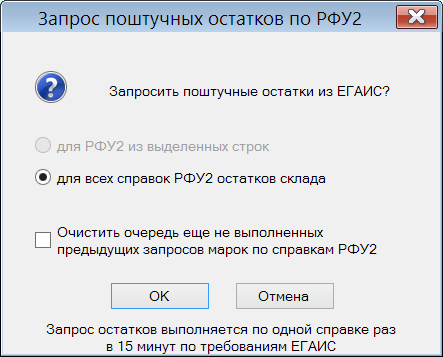 Запрос поштучных остатков по РФУ2
Запросить поштучные остатки из ЕГАИС?
для РФУ2 из выделенных строк
для всех справок РФУ2 остатков склада
Очистить очередь еще не выполненных
предыдущих запросов марок по справкам РФУ2
OK
Отмена
Запрос остатков выполняется по одной справке раз
в 15 минут по требованиям ЕГАИС